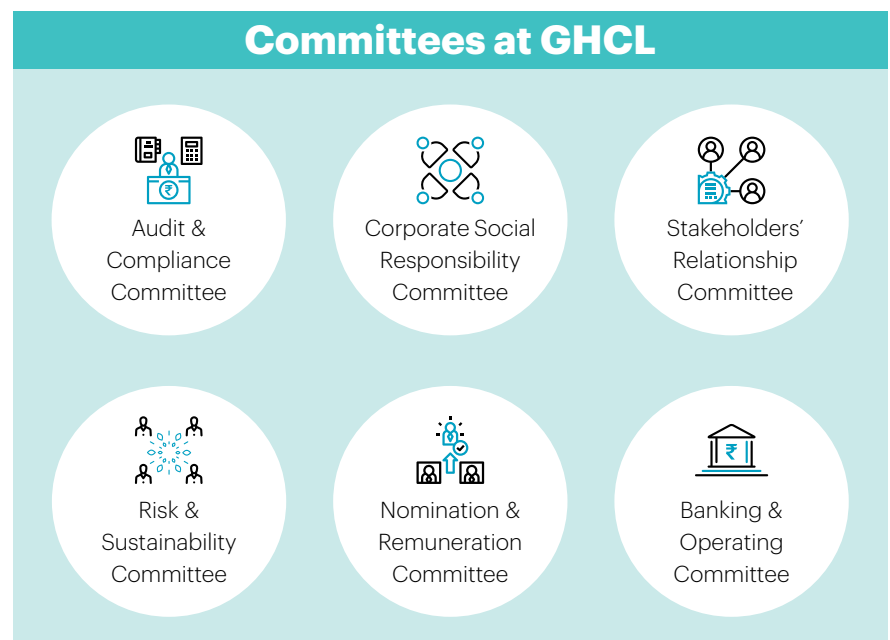 Committees at GHCL
Audit &
Compliance
Committee
Corporate Social
Responsibility
Committee
Stakeholders’
Relationship
Committee
Risk &
Sustainability
Committee
Nomination &
Remuneration
Committee
₹
Banking &
Operating
Committee